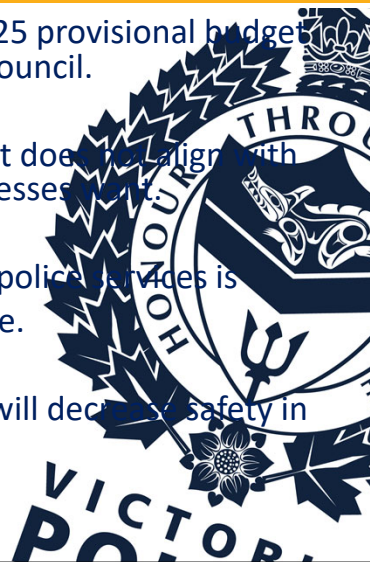 25 provisional budget
ouncil.
t does not align with
esses want.
police services is
e.
will decrease safety in
HONOUR THROU
VICTORI
POL